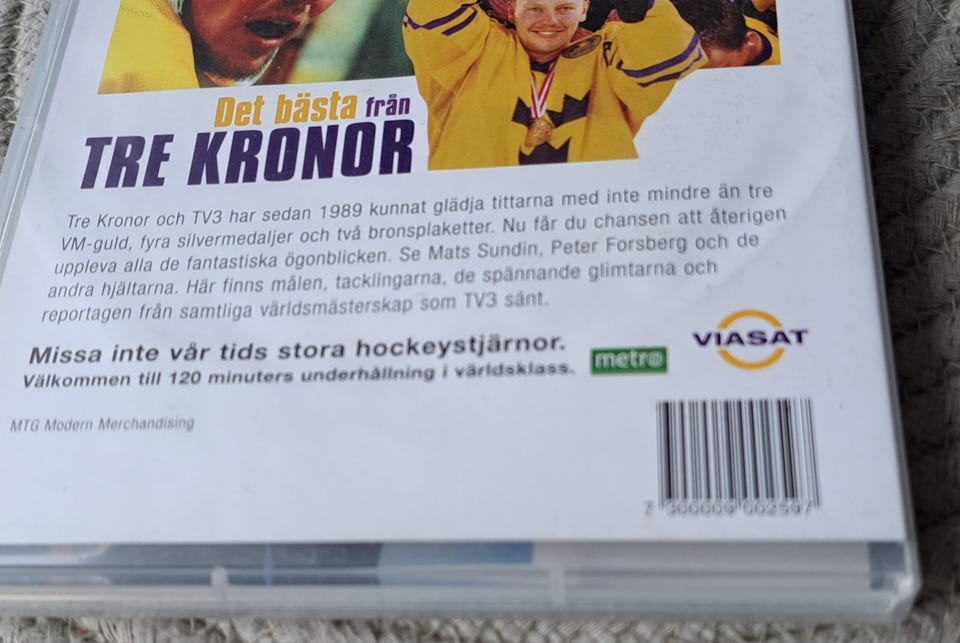 Det bästa från
TRE KRONOR
Tre Kronor och TV3 har sedan 1989 kunnat glädja tittarna med inte mindre än tre
VM-guld, fyra silvermedaljer och två bronsplaketter. Nu får du chansen att återigen
uppleva alla de fantastiska ögonblicken. Se Mats Sundin, Peter Forsberg och de
andra hjältarna. Här finns målen, tacklingarna, de spännande glimtarna och
reportagen från samtliga världsmästerskap som TV3 sänt.
Missa inte vår tids stora hockeystjärnor.
Välkommen till 120 minuters underhållning i världsklass.
metro
VIASAT
MTG Modern Merchandising
7 300009 002597